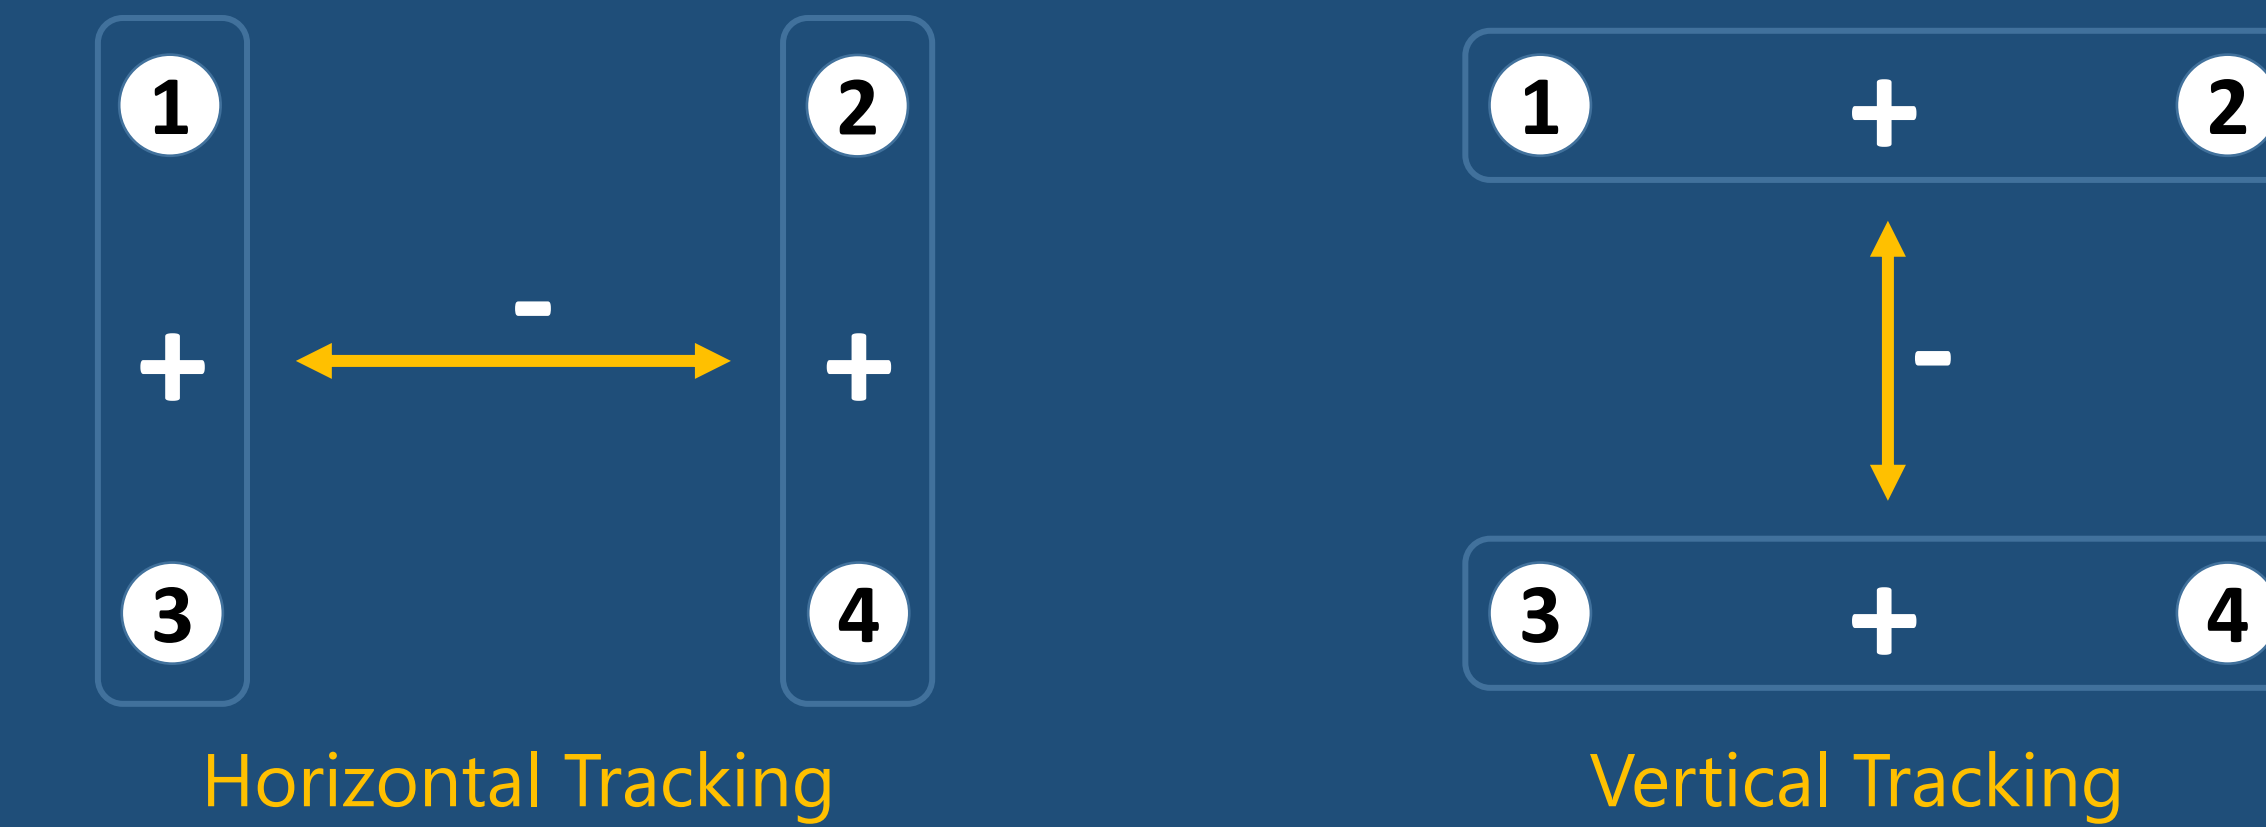 1 2
-
+ +
3 4
Horizontal Tracking
1 + 2
-
3 + 4
Vertical Tracking